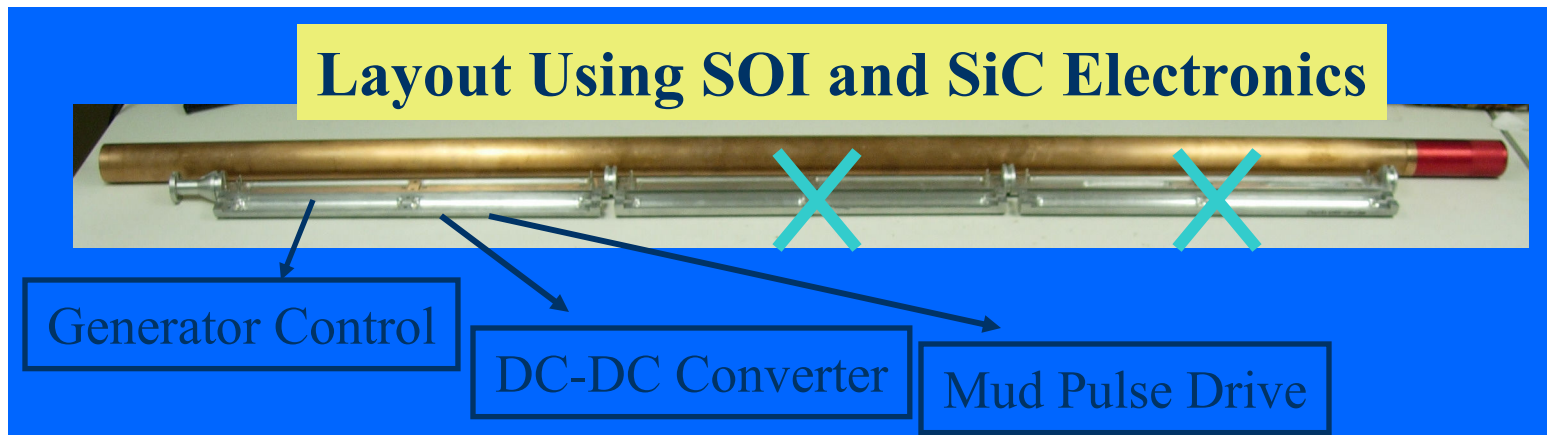 Layout Using SOI and SiC Electronics
Generator Control
DC-DC Converter
Mud Pulse Drive